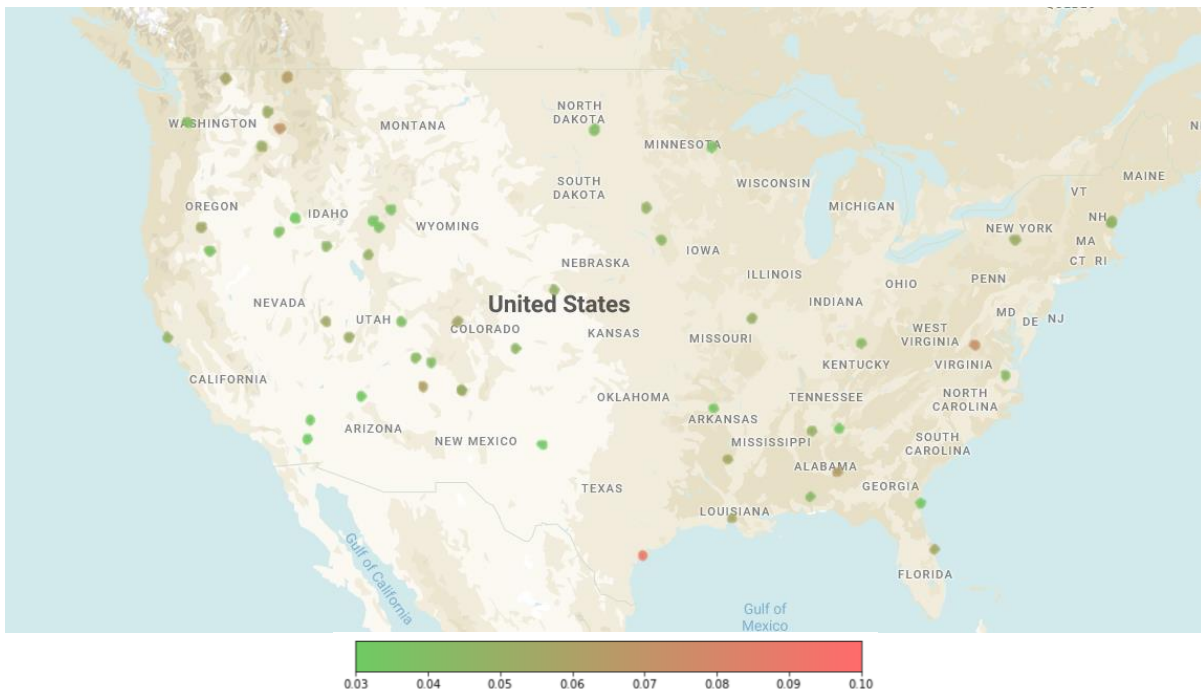 NORTH
DAKOTA
WASHINGTON
MONTANA
MINNESOTA
MAINE
SOUTH
DAKOTA
WISCONSIN
VT
OREGON
IDAHO
MICHIGAN
NH
WYOMING
NEW YORK
MA
IOWA
CT RI
NEBRASKA
ILLINOIS
PENN
OHIO
NEVADA
United States
INDIANA
UTAH
COLORADO
KANSAS
MISSOURI
WEST
VIRGINIA
MD
DE
NJ
KENTUCKY
VIRGINIA
CALIFORNIA
OKLAHOMA
TENNESSEE
NORTH
CAROLINA
ARIZONA
NEW MEXICO
ARKANSAS
MISSISSIPPI
SOUTH
CAROLINA
ALABAMA
TEXAS
GEORGIA
LOUISIANA
Gulf of California
FLORIDA
Gulf of
Mexico
0.03 0.04 0.05 0.06 0.07 0.08 0.09 0.10